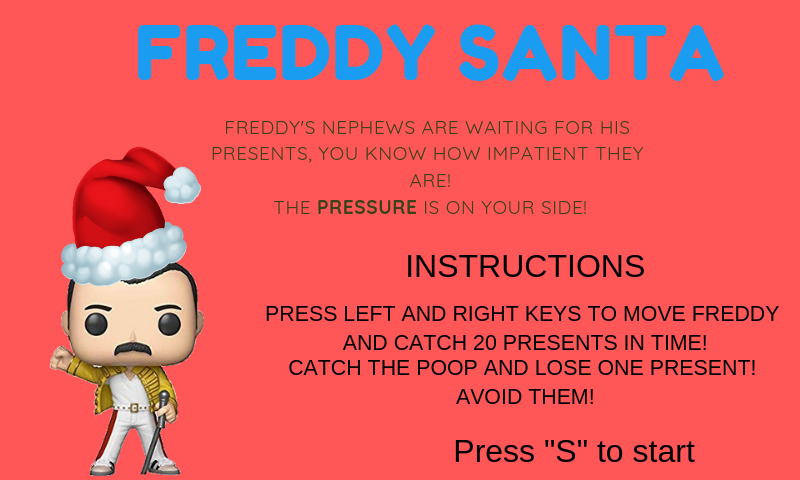 FREDDY SANTA
FREDDY'S NEPHEWS ARE WAITING FOR HIS
PRESENTS, YOU KNOW HOW IMPATIENT THEY
ARE!
THE PRESSURE IS ON YOUR SIDE!
INSTRUCTIONS
PRESS LEFT AND RIGHT KEYS TO MOVE FREDDY
AND CATCH 20 PRESENTS IN TIME!
CATCH THE POOP AND LOSE ONE PRESENT!
AVOID THEM!
Press "S" to start